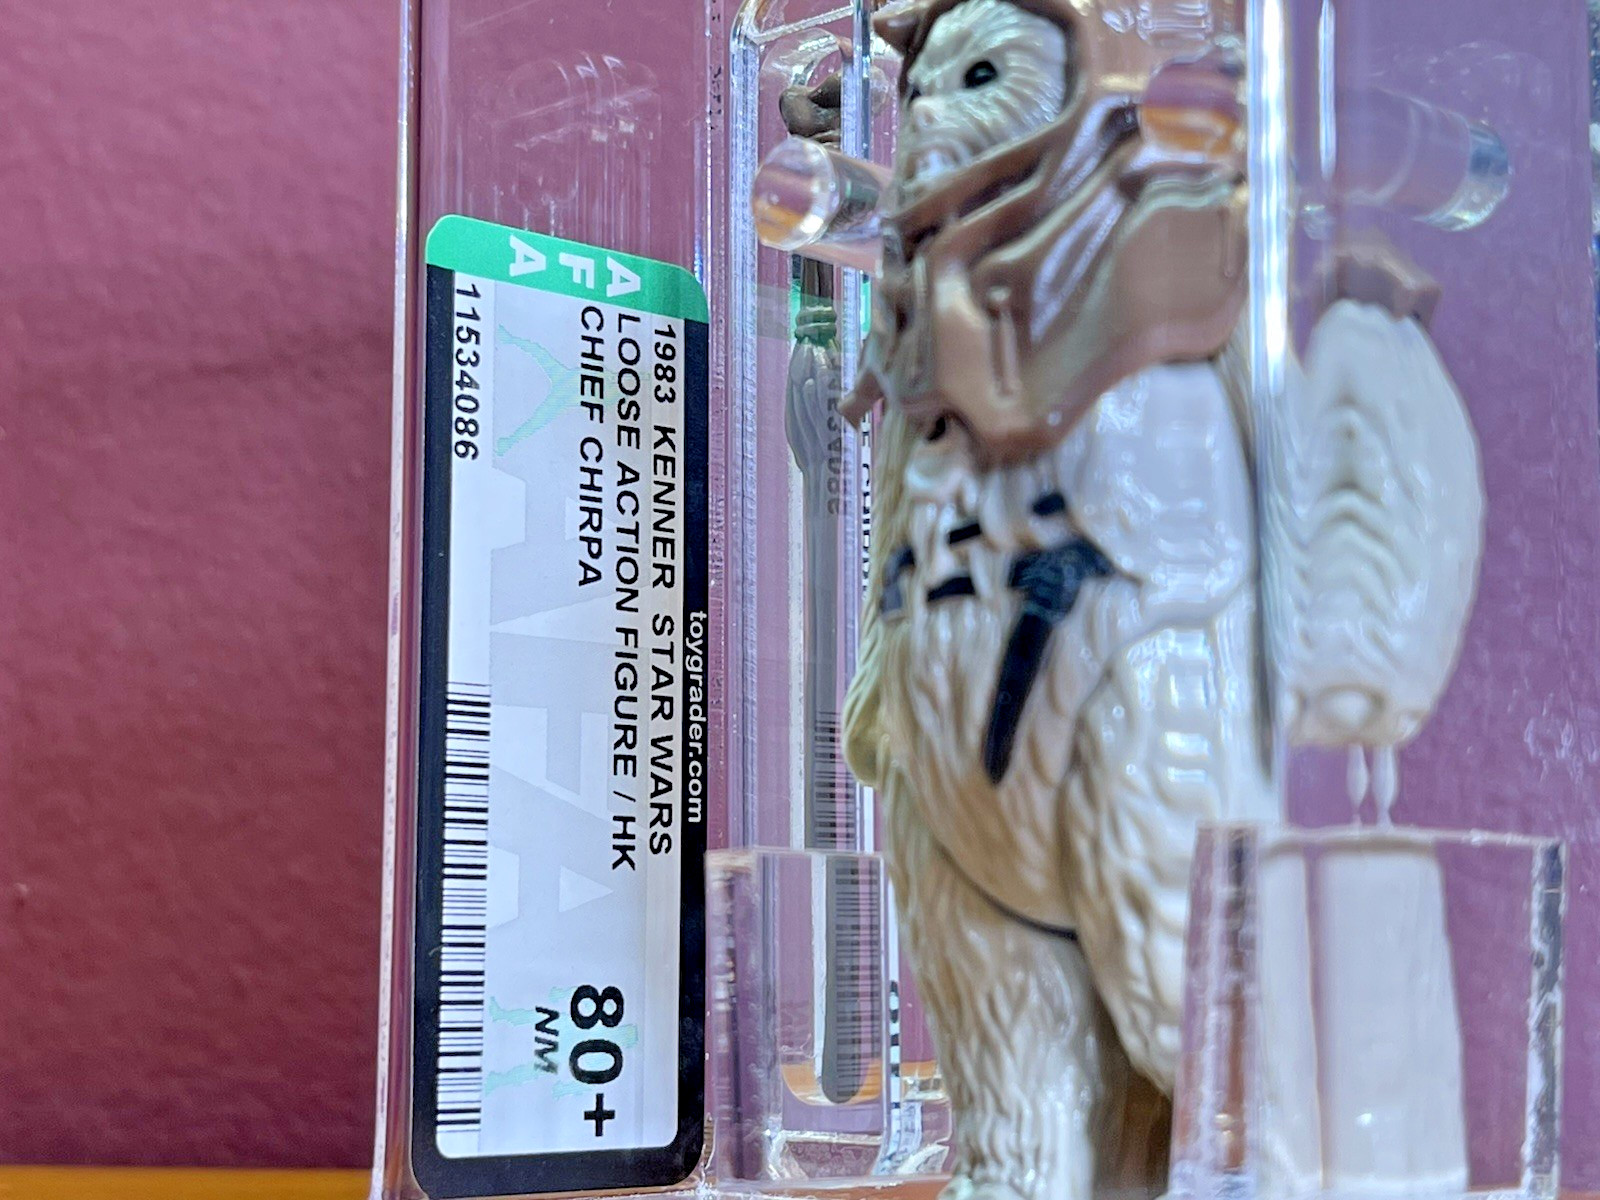 AFA
1983 KENNER STAR WARS
LOOSE ACTION FIGURE / HK
CHIEF CHIRPA
11534086
80+
NM
toygrader.com